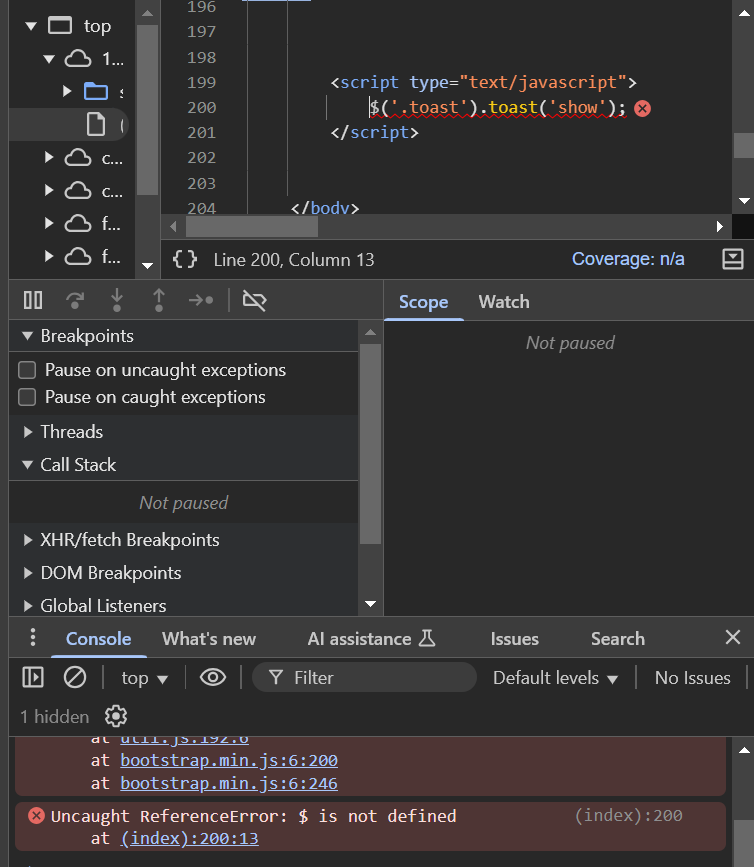 196
top
197
1...
198
199 <script type="text/javascript">
200 $('.toast').toast('show');
201 </script>
c...
202
c...
203
f...
204 </body>
f...
{ } Line 200, Column 13 Coverage: n/a
Scope Watch
Breakpoints
Not paused
Pause on uncaught exceptions
Pause on caught exceptions
Threads
Call Stack
Not paused
XHR/fetch Breakpoints
DOM Breakpoints
Global Listeners
Console What's new AI assistance Issues Search
top Filter Default levels No Issues
1 hidden
at util.js:192:6
at bootstrap.min.js:6:200
at bootstrap.min.js:6:246
Uncaught ReferenceError: $ is not defined (index):200
at (index):200:13